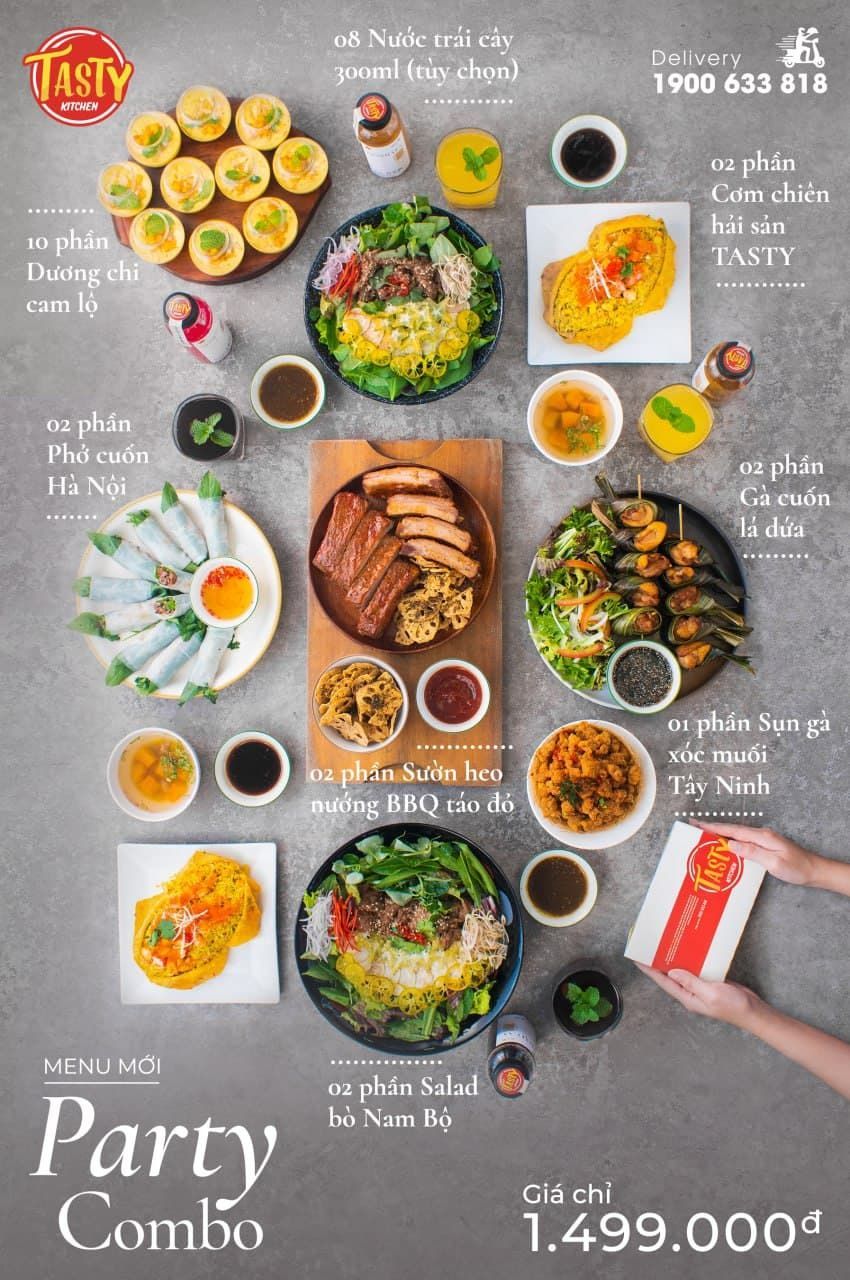 TASTY
KITCHEN
08 Nước trái cây
300ml (tùy chọn)
Delivery
1900 633 818
02 phần
Cơm chiên
hải sản
TASTY
10 phần
Dương chi
cam lộ
02 phần
Phở cuốn
Hà Nội
02 phần
Gà cuốn
lá dứa
01 phần Sụn gà
xóc muối
Tây Ninh
02 phần Sườn heo
nướng BBQ táo đỏ
TASTY
KITCHEN
02 phần Salad
bò Nam Bộ
MENU MỚI
Party
Combo
Giá chỉ
1.499.000đ